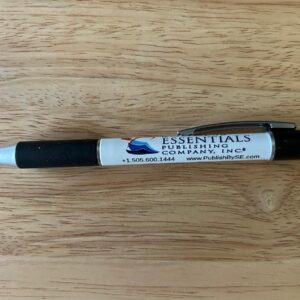 ESSENTIALS
PUBLISHING
COMPANY, INC®
+1.505.600.1444 www.PublishBySE.com